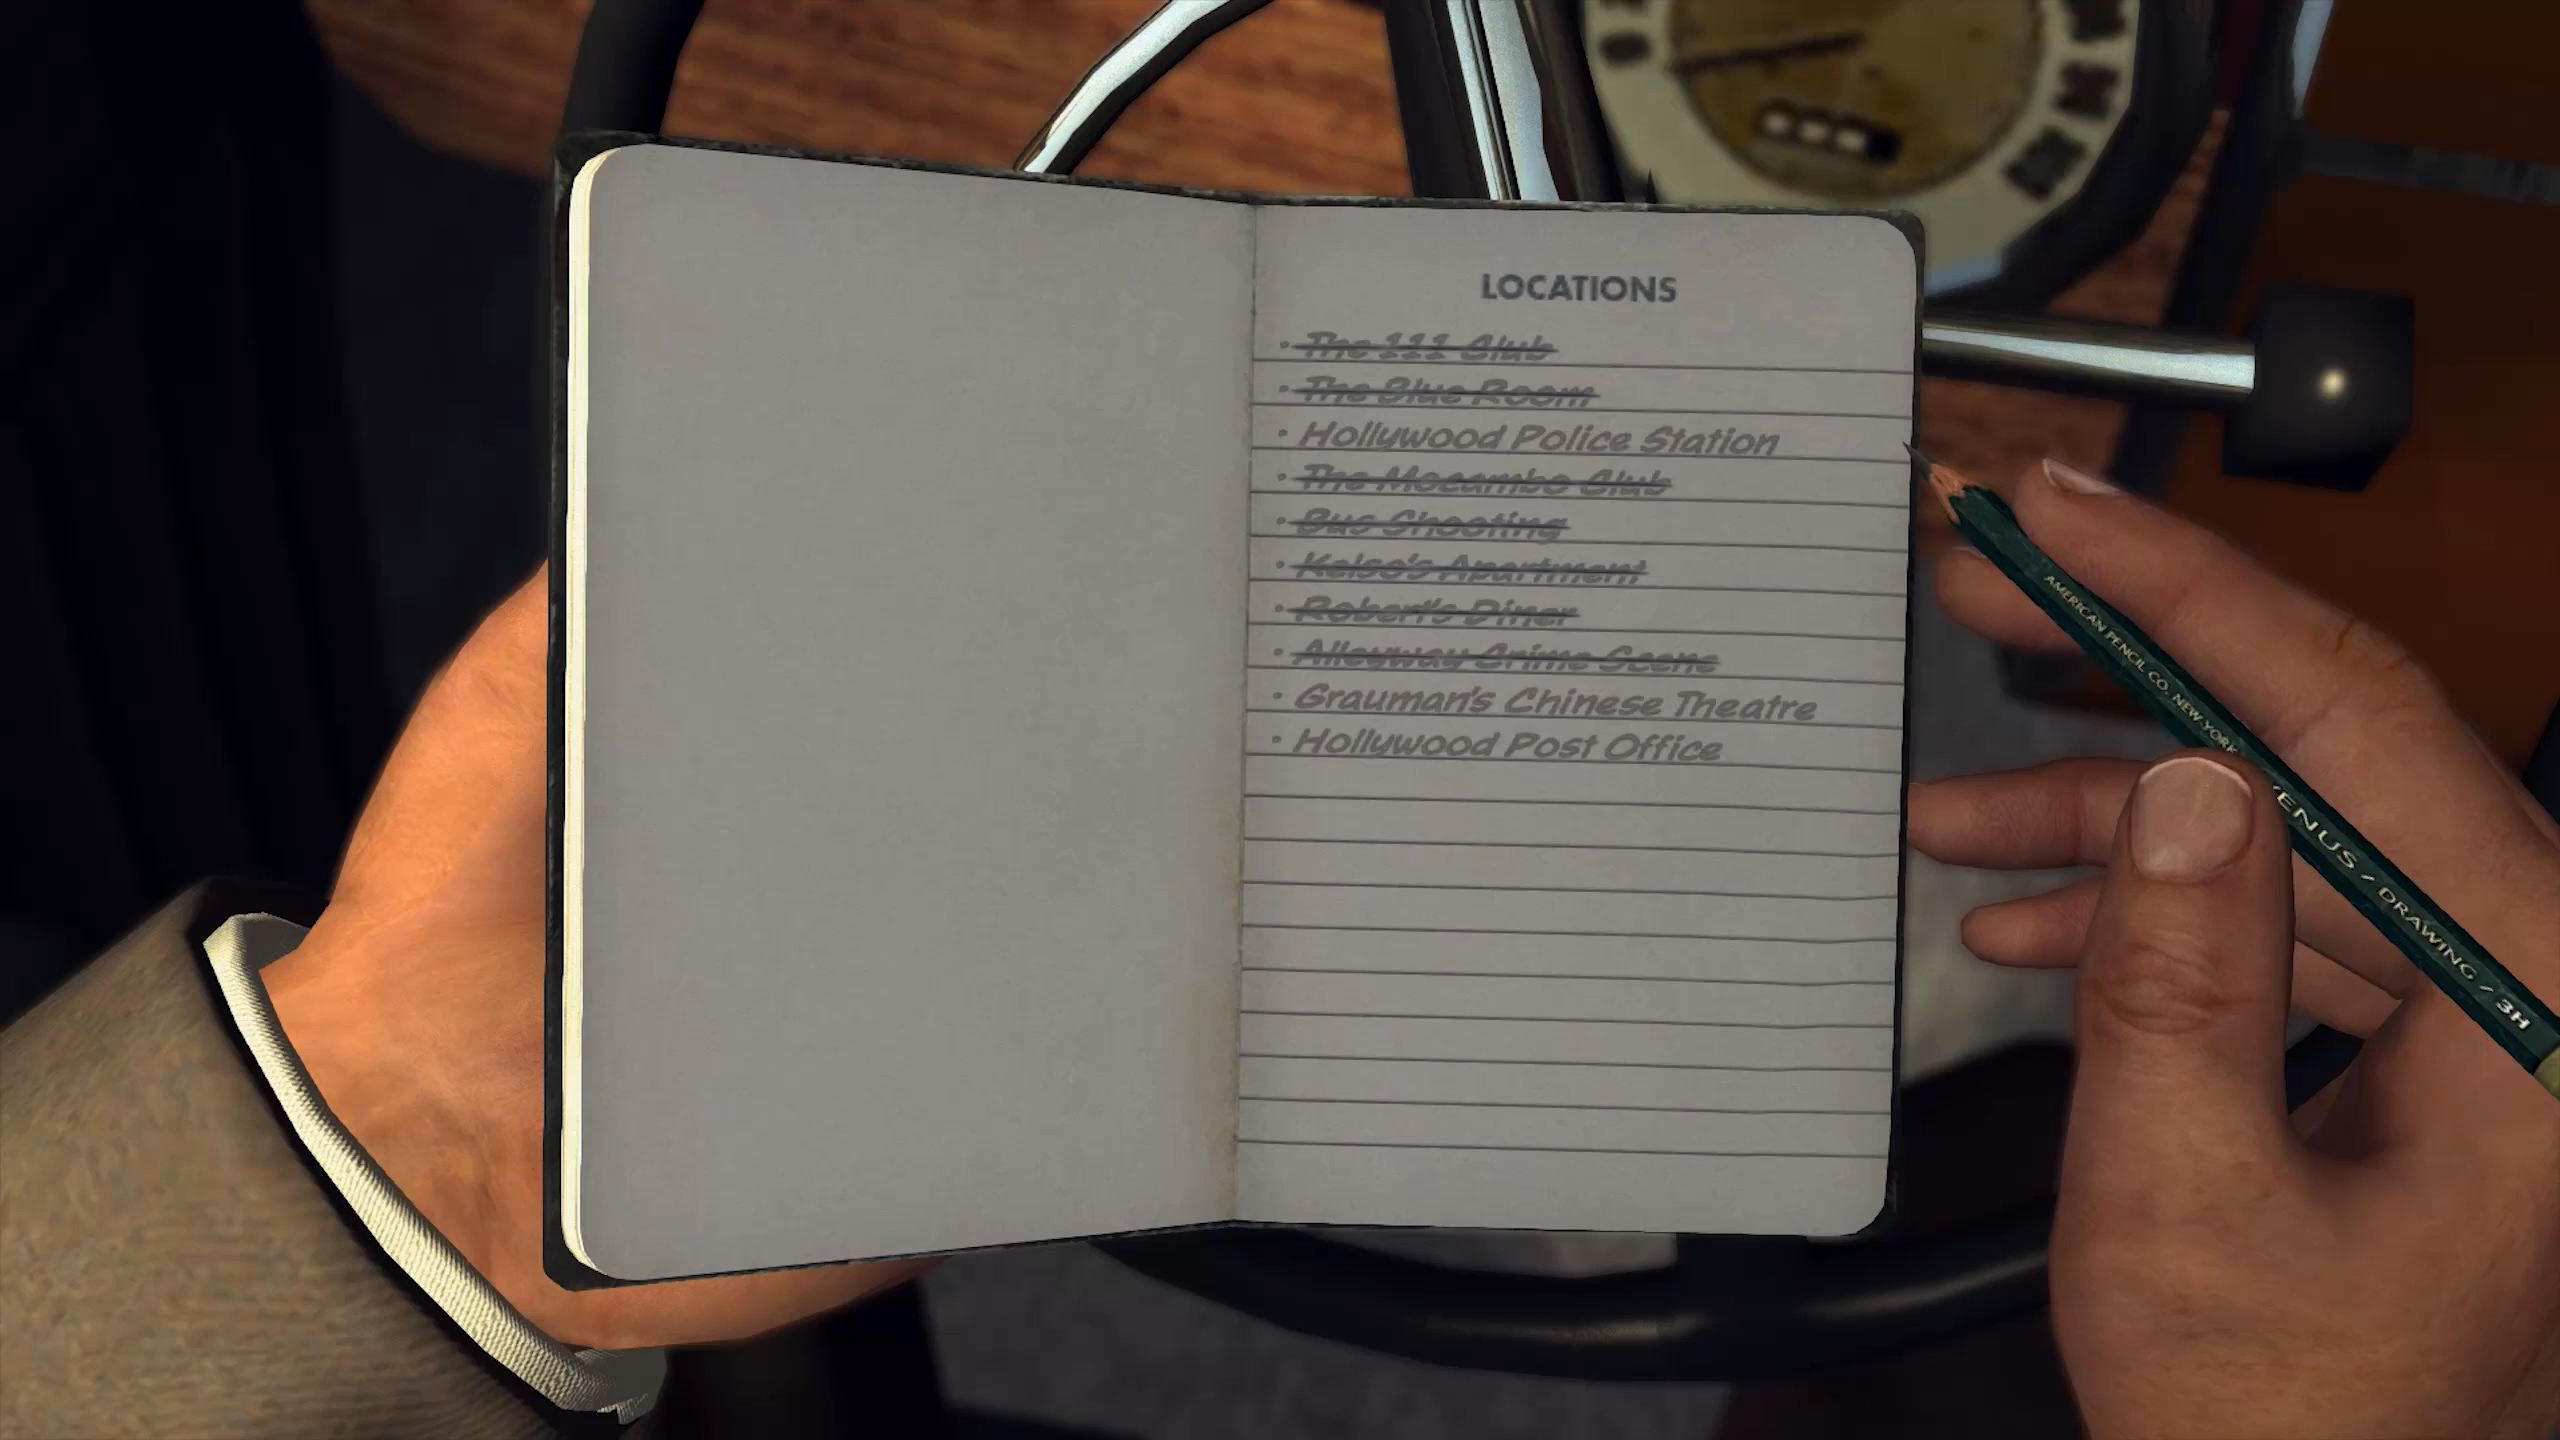 LOCATIONS
· The 111 Club
· The Blue Room
· Hollywood Police Station
· The Mocambo Club
· Bus Shooting
· Kelso's Apartment
· Robert's Diner
· Alleyway Crime Scene
· Grauman's Chinese Theatre
· Hollywood Post Office
AMERICAN PENCIL CO. NEW YORK
VENUS / DRAWING / 3H